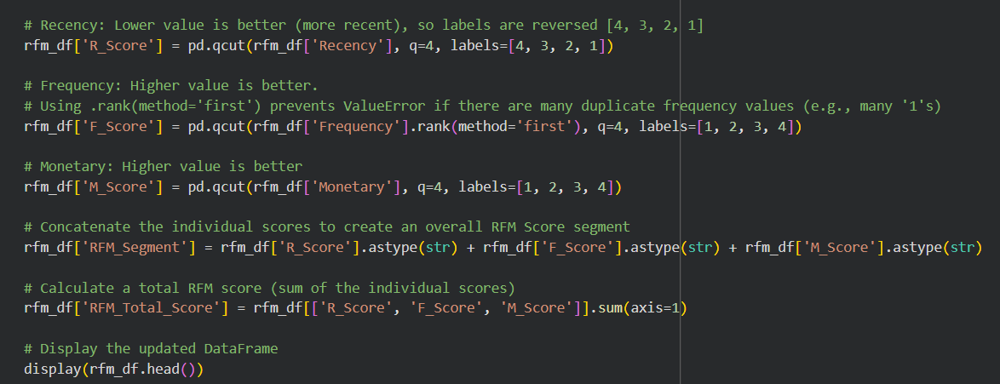 # Recency: Lower value is better (more recent), so labels are reversed [4, 3, 2, 1]
rfm_df['R_Score'] = pd.qcut(rfm_df['Recency'], q=4, labels=[4, 3, 2, 1])
# Frequency: Higher value is better.
# Using .rank(method='first') prevents ValueError if there are many duplicate frequency values (e.g., many '1's)
rfm_df['F_Score'] = pd.qcut(rfm_df['Frequency'].rank(method='first'), q=4, labels=[1, 2, 3, 4])
# Monetary: Higher value is better
rfm_df['M_Score'] = pd.qcut(rfm_df['Monetary'], q=4, labels=[1, 2, 3, 4])
# Concatenate the individual scores to create an overall RFM Score segment
rfm_df['RFM_Segment'] = rfm_df['R_Score'].astype(str) + rfm_df['F_Score'].astype(str) + rfm_df['M_Score'].astype(str)
# Calculate a total RFM score (sum of the individual scores)
rfm_df['RFM_Total_Score'] = rfm_df[['R_Score', 'F_Score', 'M_Score']].sum(axis=1)
# Display the updated DataFrame
display(rfm_df.head())